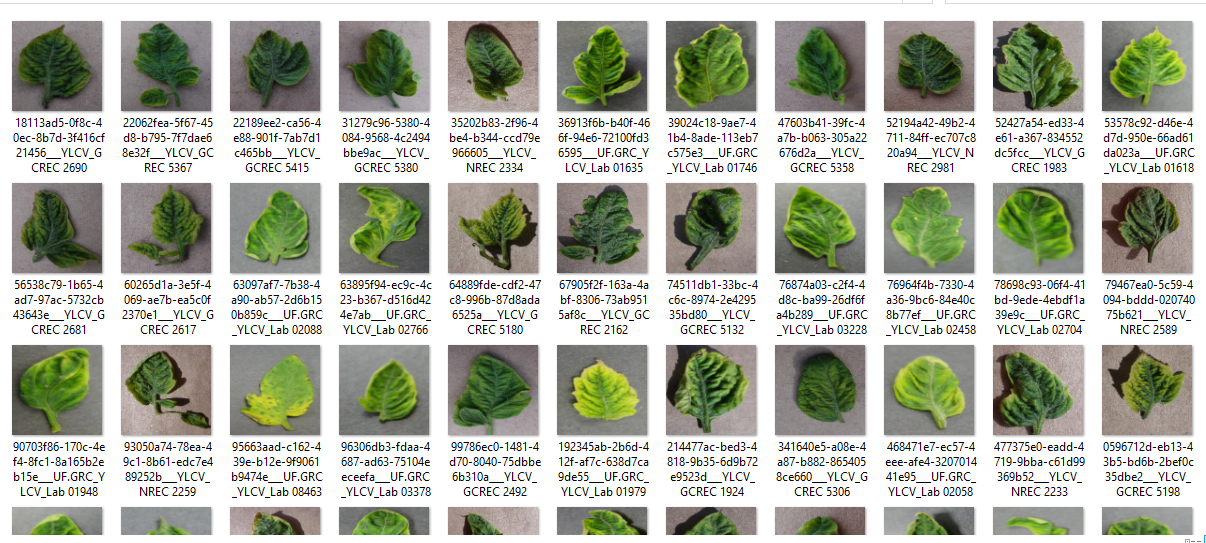 18113ad5-0f8c-4
0ec-8b7d-3f416cf
21456___YLCV_G
CREC 2690
22062fea-5f67-45
d8-b795-7f7dae6
8e32f___YLCV_GC
REC 5367
22189ee2-ca56-4
e88-901f-7ab7d1
c465bb___YLCV_
GCREC 5415
31279c96-5380-4
084-9568-4c2494
bbe9ac___YLCV_
GCREC 5380
35202b83-2f96-4
be4-b344-ccd79e
966605___YLCV_
NREC 2334
36913f6b-b40f-46
6f-94e6-72100fd3
6595___UF.GRC_Y
LCV_Lab 01635
39024c18-9ae7-4
1b4-8ade-113eb7
c575e3___UF.GRC
_YLCV_Lab 01746
47603b41-39fc-4
a7b-b063-305a22
676d2a___YLCV_
GCREC 5358
52194a42-49b2-4
711-84ff-ec707c8
20a94___YLCV_N
REC 2981
52427a54-ed33-4
e61-a367-834552
dc5fcc___YLCV_G
CREC 1983
53578c92-d46e-4
d7d-950e-66ad61
da023a___UF.GRC
_YLCV_Lab 01618
56538c79-1b65-4
ad7-97ac-5732cb
43643e___YLCV_G
CREC 2681
60265d1a-3e5f-4
069-ae7b-ea5c0f
2370e1___YLCV_G
CREC 2617
63097af7-7b38-4
a90-ab57-2d6b15
0b859c___UF.GRC
_YLCV_Lab 02088
63895f94-ec9c-4c
23-b367-d516d42
4e7ab___UF.GRC_
YLCV_Lab 02766
64889fde-cdf2-47
c8-996b-87d8ada
6525a___YLCV_G
CREC 5180
67905f2f-163a-4a
bf-8306-73ab951
5af8c___YLCV_GC
REC 2162
74511db1-33bc-4
c6c-8974-2e4295
35bd80___YLCV_
GCREC 5132
76874a03-c2f4-4
d8c-ba99-26df6f
a4b289___UF.GRC
_YLCV_Lab 03228
76964f4b-7330-4
a36-9bc6-84e40c
8b77ef___UF.GRC
_YLCV_Lab 02458
78698c93-06f4-41
bd-9ede-4ebdf1a
39e9c___UF.GRC_
YLCV_Lab 02704
79467ea0-5c59-4
094-bddd-020740
75b621___YLCV_
NREC 2589
90703f86-170c-4e
f4-8fc1-8a165b2e
b15e___UF.GRC_Y
LCV_Lab 01948
93050a74-78ea-4
9c1-8b61-edc7e4
89252b___YLCV_
NREC 2259
95663aad-c162-4
39e-b12e-9f9061
b9474e___UF.GRC
_YLCV_Lab 08463
96306db3-fdaa-4
687-ad63-75104e
eceefa___UF.GRC
_YLCV_Lab 03378
99786ec0-1481-4
d70-8040-75dbbe
6b310a___YLCV_
GCREC 2492
192345ab-2b6d-4
12f-af7c-638d7ca
9de55___UF.GRC_
YLCV_Lab 01979
214477ac-bed3-4
818-9b35-6d9b72
e9523d___YLCV_
GCREC 1924
341640e5-a08e-4
a87-b882-865405
8ce660___YLCV_G
CREC 5306
468471e7-ec57-4
eee-afe4-3207014
41e95___UF.GRC_
YLCV_Lab 02058
477375e0-eadd-4
719-9bba-c61d99
369b52___YLCV_
NREC 2233
0596712d-eb13-4
3b5-bd6b-2bef0c
35dbe2___YLCV_
GCREC 5198